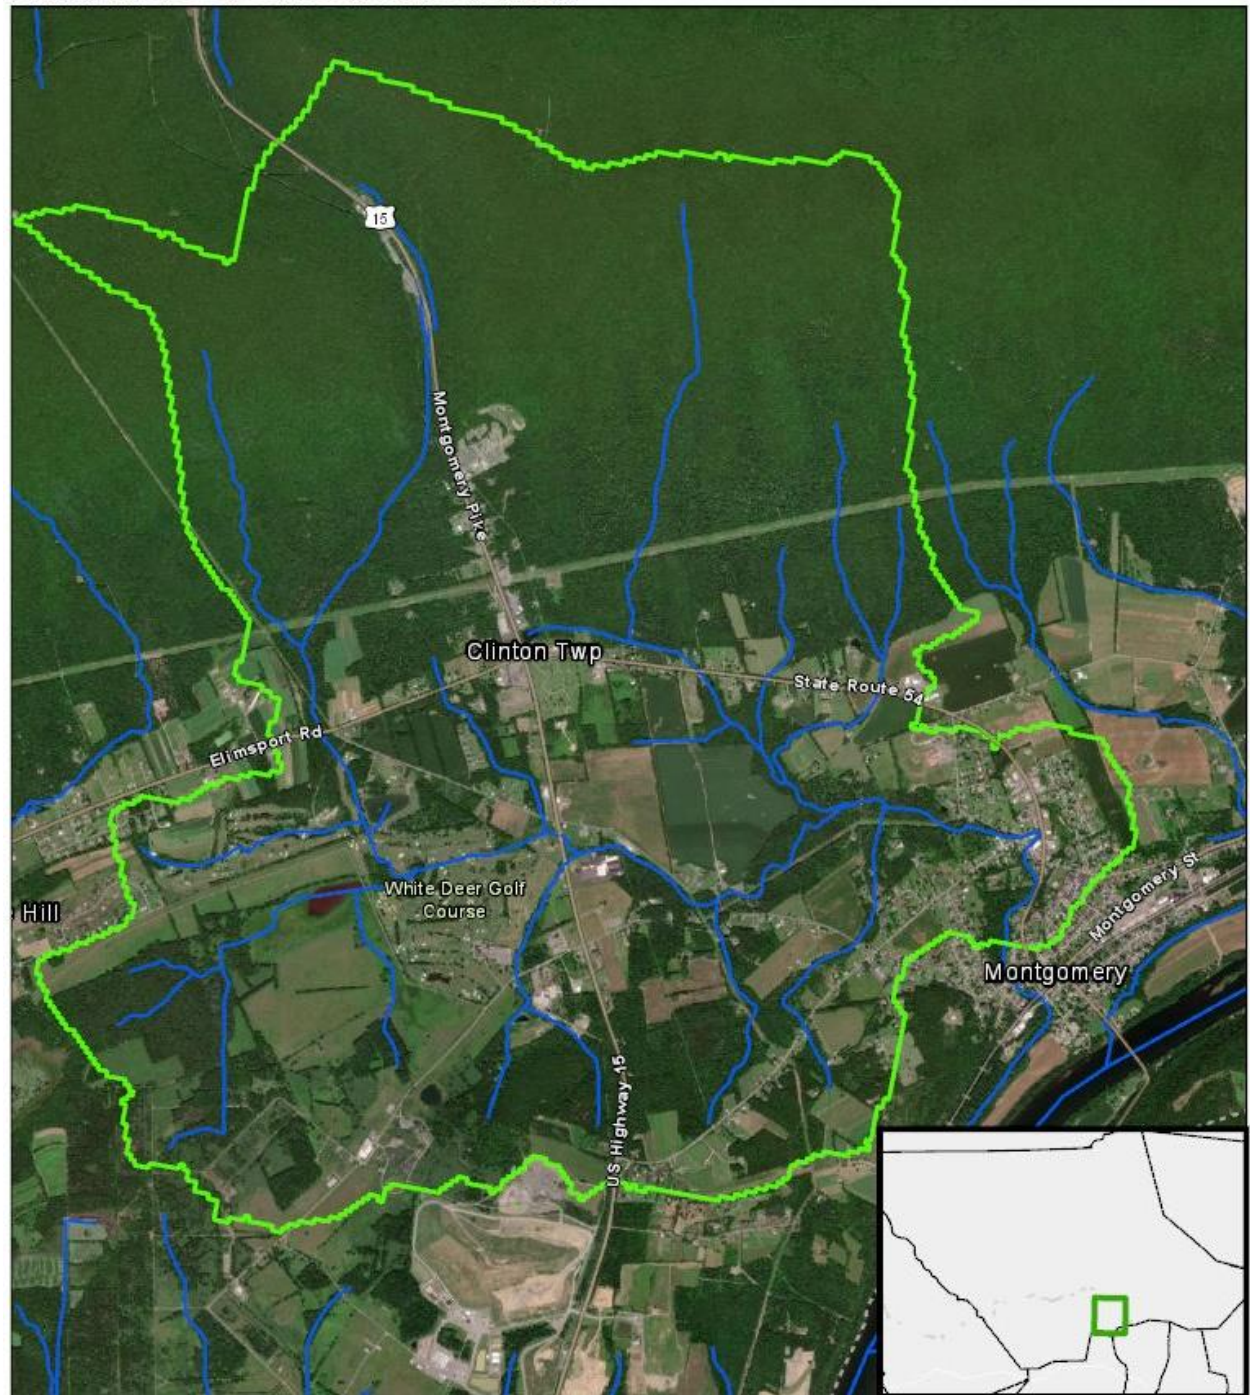 15
Montgomery Pike
Clinton Twp
State Route 54
Elimsport Rd
White Deer Golf
Course
Hill
Montgomery St
Montgomery
US Highway 15